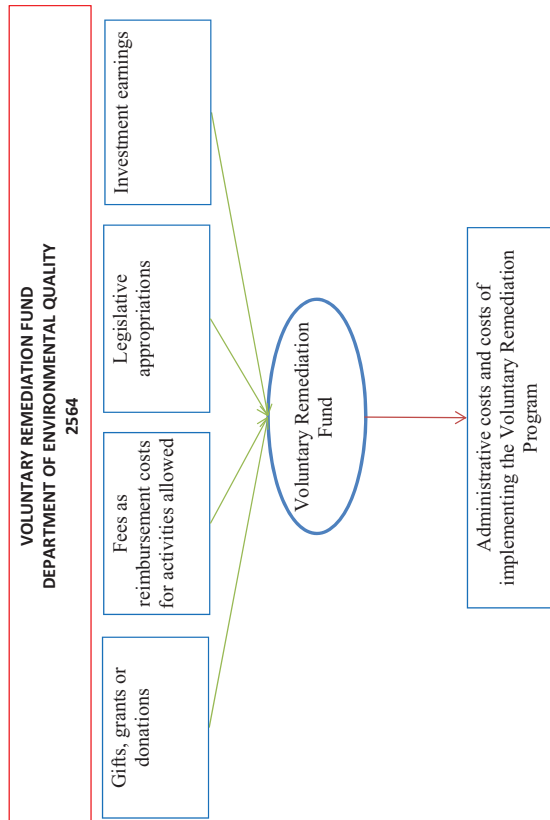 VOLUNTARY REMEDIATION FUND
DEPARTMENT OF ENVIRONMENTAL QUALITY
2564
Gifts, grants or
donations
Fees as
reimbursement costs
for activities allowed
Legislative
appropriations
Investment earnings
Voluntary Remediation
Fund
Administrative costs and costs of
implementing the Voluntary Remediation
Program